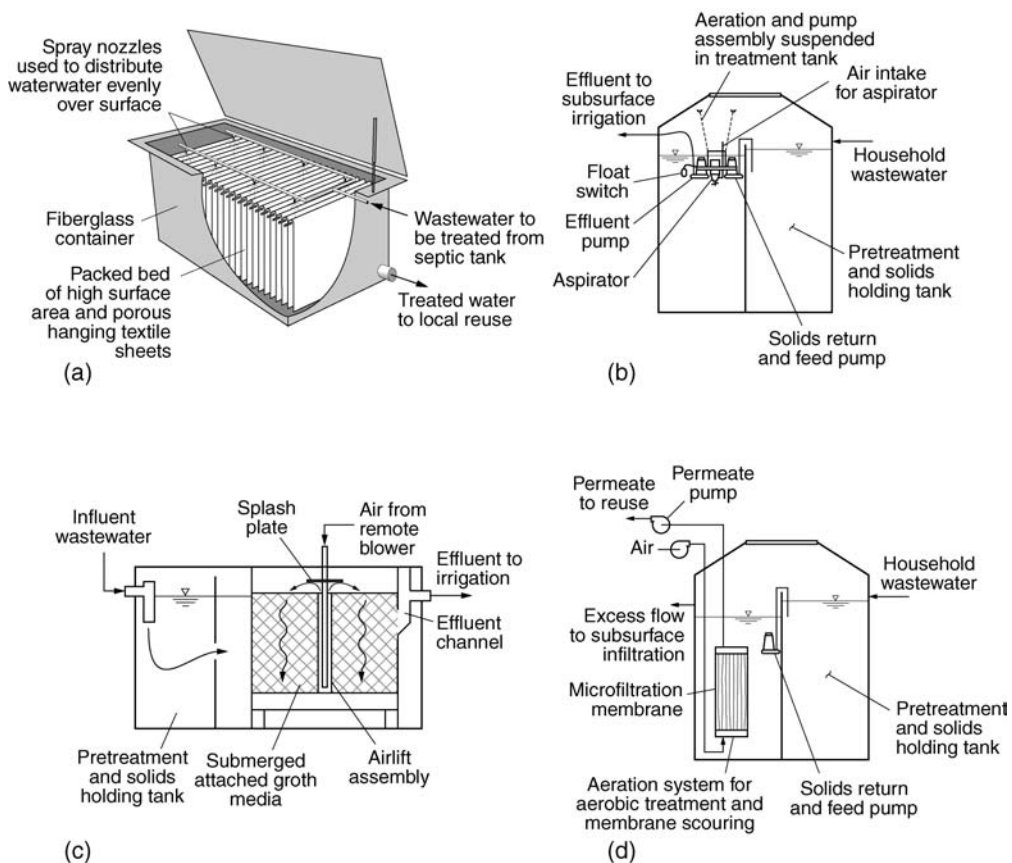 Spray nozzles
used to distribute
waterwater evenly
over surface
Fiberglass
container
Packed bed
of high surface
area and porous
hanging textile
sheets
Wastewater to
be treated from
septic tank
Treated water
to local reuse
(a)
Aeration and pump
assembly suspended
in treatment tank
Air intake
for aspirator
Effluent to
subsurface
irrigation
Household
wastewater
Float
switch
Effluent
pump
Aspirator
Pretreatment
and solids
holding tank
Solids return
and feed pump
(b)
Influent
wastewater
Splash
plate
Air from
remote
blower
Effluent to
irrigation
Effluent
channel
Pretreatment
and solids
holding tank
Submerged
attached groth
media
Airlift
assembly
(c)
Permeate
to reuse
Permeate
pump
Air
Household
wastewater
Excess flow
to subsurface
infiltration
Microfiltration
membrane
Pretreatment
and solids
holding tank
Aeration system for
aerobic treatment and
membrane scouring
Solids return
and feed pump
(d)